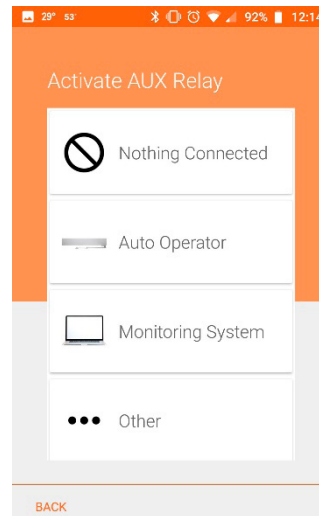 29° 53° 92% 12:14
Activate AUX Relay
Nothing Connected
Auto Operator
Monitoring System
Other
BACK